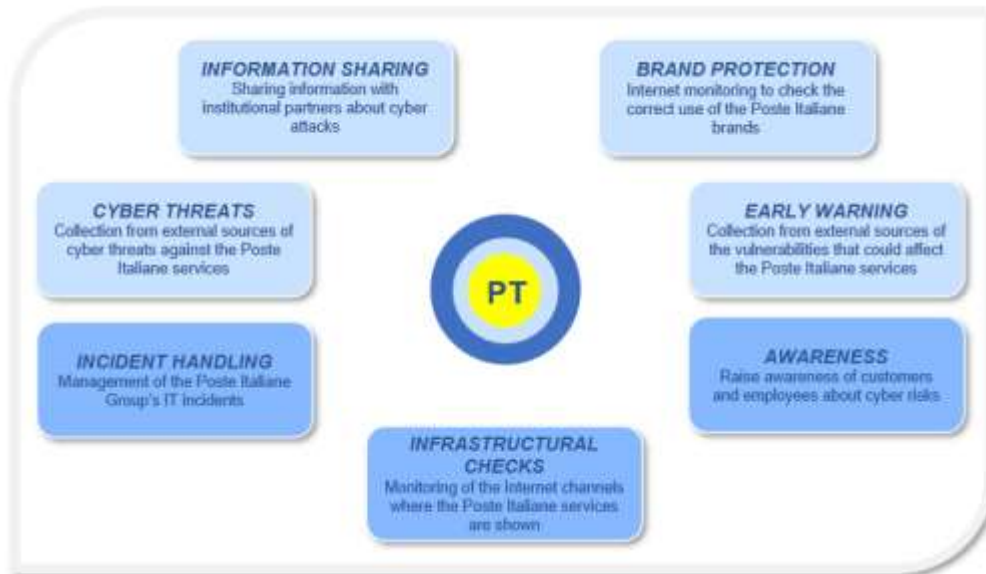 INFORMATION SHARING
Sharing information with
institutional partners about cyber
attacks
BRAND PROTECTION
Internet monitoring to check the
correct use of the Poste Italiane
brands
CYBER THREATS
Collection from external sources of
cyber threats against the Poste
Italiane services
EARLY WARNING
Collection from external sources of
the vulnerabilities that could affect
the Poste Italiane services
PT
INCIDENT HANDLING
Management of the Poste Italiane
Group's IT incidents
AWARENESS
Raise awareness of customers
and employees about cyber risks
INFRASTRUCTURAL
CHECKS
Monitoring of the Internet channels
where the Poste Italiane services
are shown